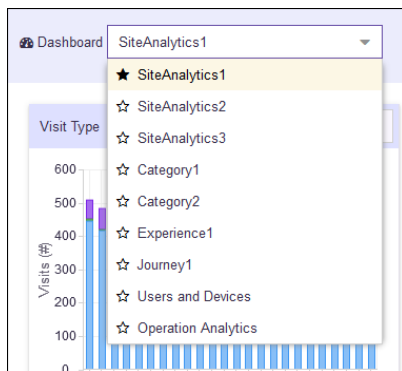 Dashboard SiteAnalytics1
SiteAnalytics1
SiteAnalytics2
SiteAnalytics3
Category1
Category2
Experience1
Journey1
Users and Devices
Operation Analytics
Visit Type
Visits (#)
600
500
400
300
200
100
0